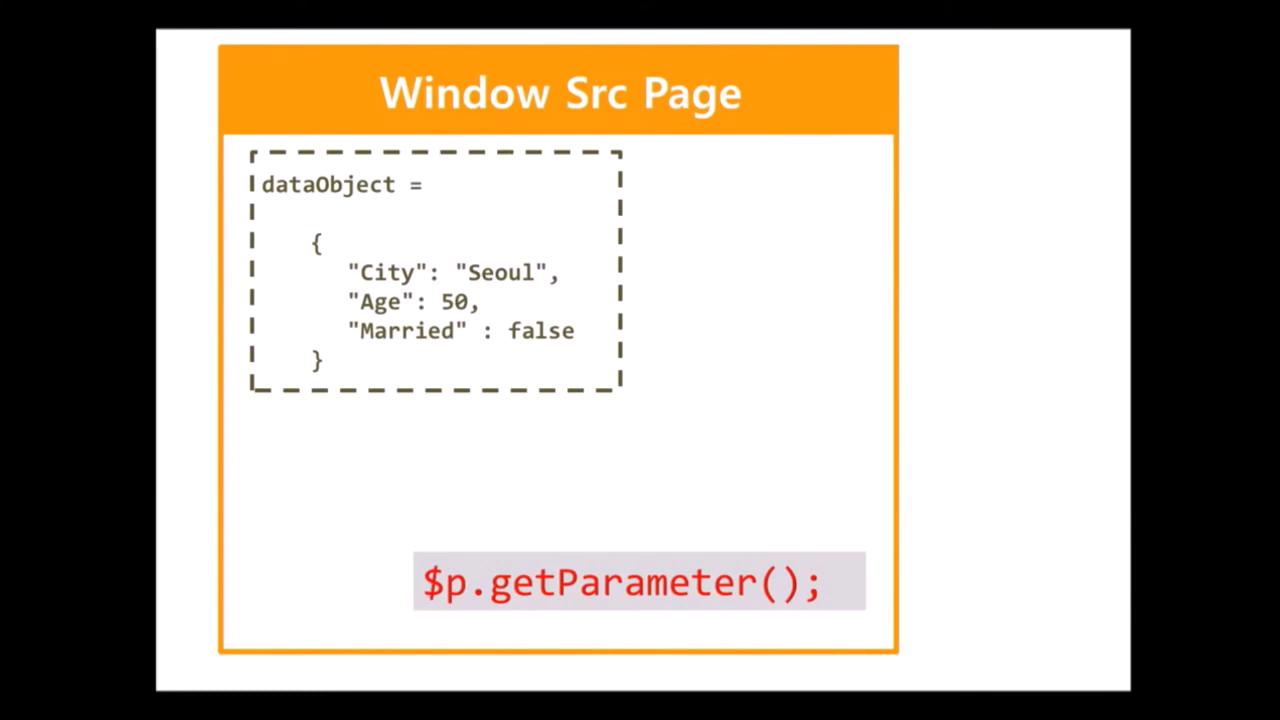 Window Src Page
dataObject =
{
"City": "Seoul",
"Age": 50,
"Married" : false
}
$p.getParameter();